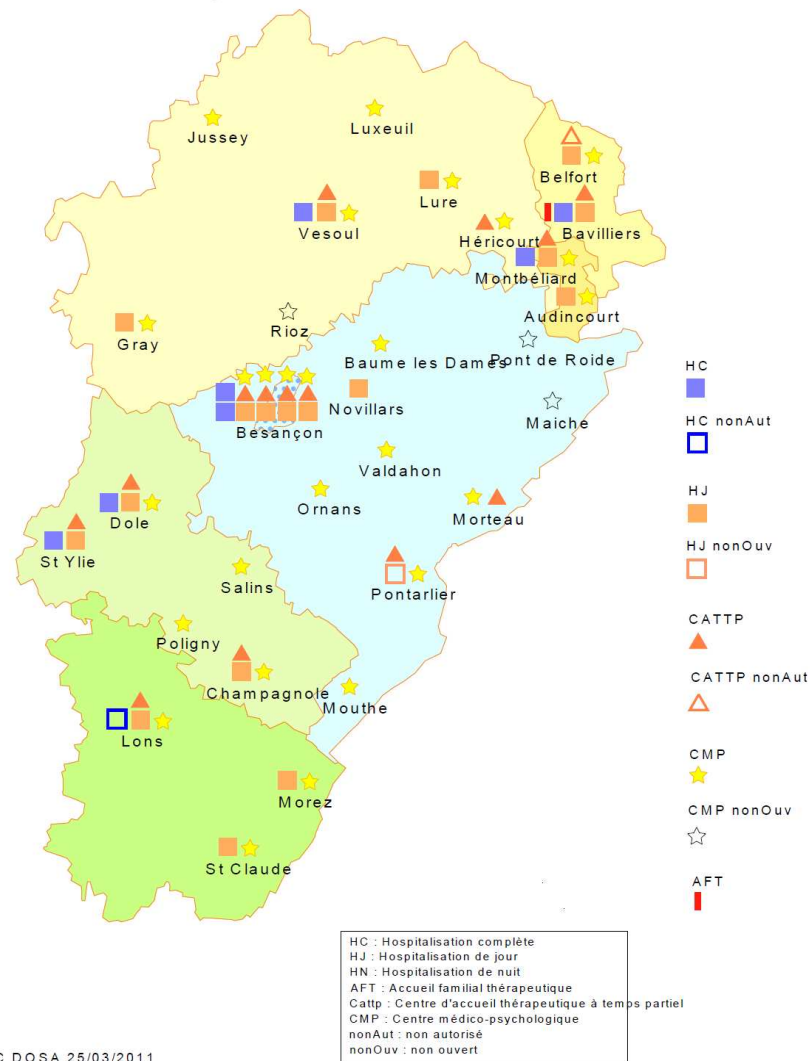 Jussey
Luxeuil
Belfort
Lure
Vesoul
Héricourt
Bavilliers
Montbéliard
Audincourt
Gray
Rioz
Baume les Dames
Pont de Roide
Novillars
Maiche
Besançon
Valdahon
Ornans
Morteau
Dole
St Ylie
Salins
Pontarlier
Poligny
Champagnole
Mouthe
Lons
Morez
St Claude
HC
HC nonAut
HJ
HJ nonOuv
CATTP
CATTP nonAut
CMP
CMP nonOuv
AFT
HC : Hospitalisation complète
HJ : Hospitalisation de jour
HN : Hospitalisation de nuit
AFT : Accueil familial thérapeutique
Cattp : Centre d'accueil thérapeutique à temps partiel
CMP : Centre médico-psychologique
nonAut : non autorisé
nonOuv : non ouvert
C DOSA 25/03/2011